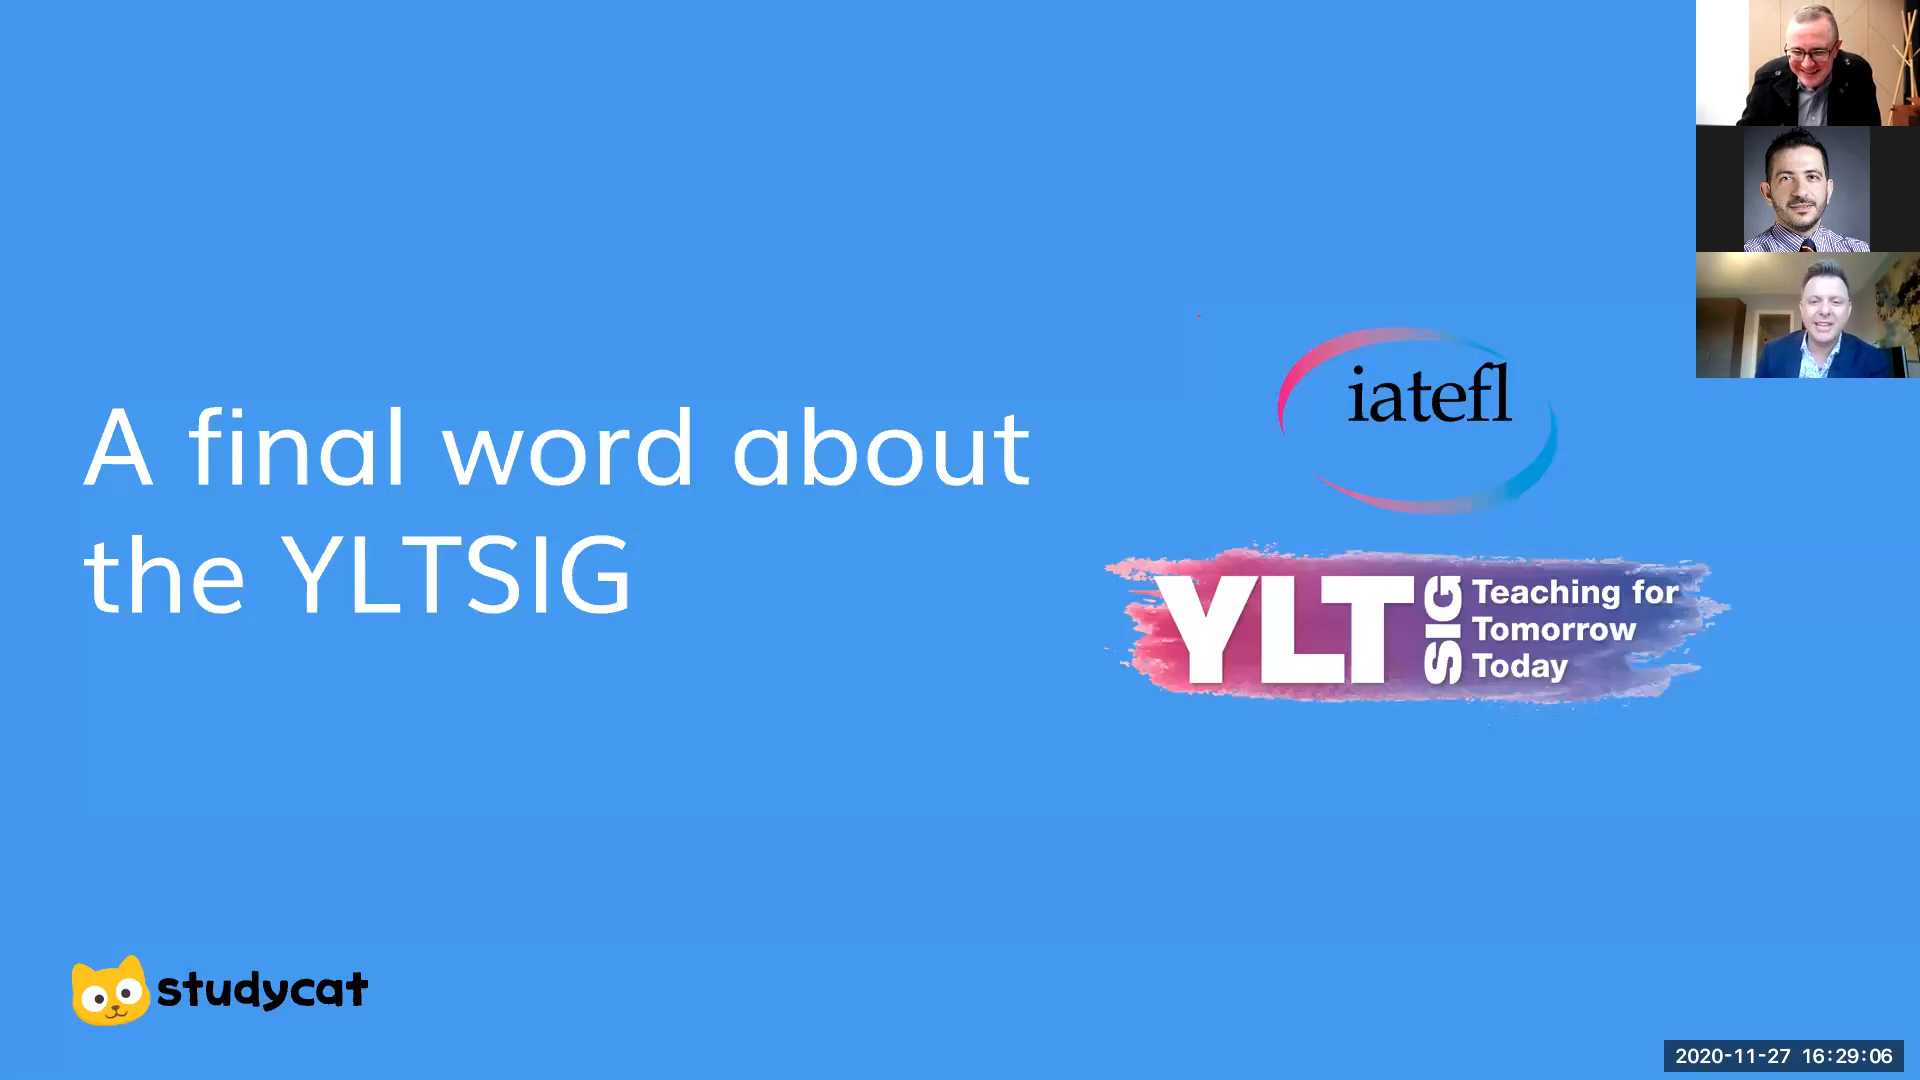 A final word about
the YLTSIG
iatefl
YLT SIG
Teaching for
Tomorrow
Today
studycat
2020-11-27 16:29:06